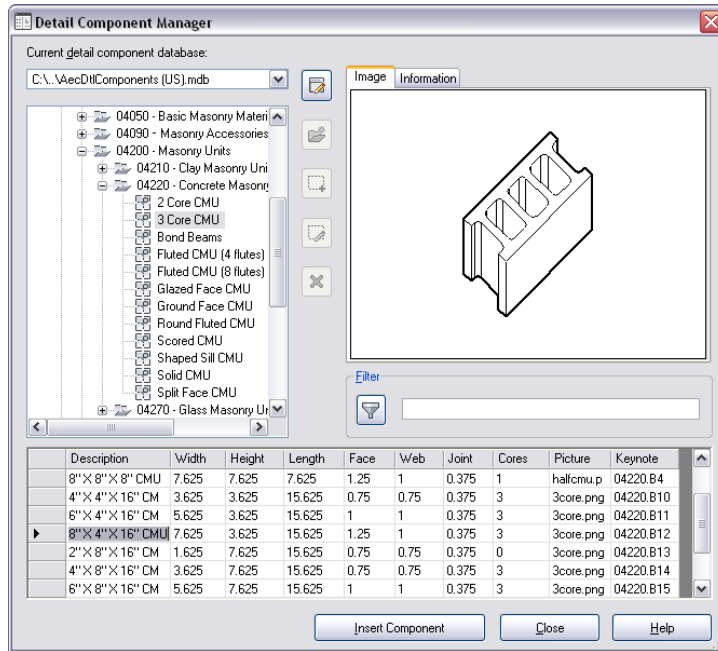 Detail Component Manager
Current detail component database:
C:\..\AecDtlComponents (US).mdb
04050 - Basic Masonry Materi
04090 - Masonry Accessories
04200 - Masonry Units
04210 - Clay Masonry Uni
04220 - Concrete Masonry
2 Core CMU
3 Core CMU
Bond Beams
Fluted CMU (4 flutes)
Fluted CMU (8 flutes)
Glazed Face CMU
Ground Face CMU
Round Fluted CMU
Scored CMU
Shaped Sill CMU
Solid CMU
Split Face CMU
04270 - Glass Masonry Ur
Image Information
Filter
Description Width Height Length Face Web Joint Cores Picture Keynote
8" X 8" X 8" CMU 7.625 7.625 7.625 1.25 1 0.375 1 halfcmu.p 04220.B4
4" X 4" X 16" CM 3.625 3.625 15.625 0.75 0.75 0.375 3 3core.png 04220.B10
6" X 4" X 16" CM 5.625 3.625 15.625 1 1 0.375 3 3core.png 04220.B11
8" X 4" X 16" CMU 7.625 3.625 15.625 1.25 1 0.375 3 3core.png 04220.B12
2" X 8" X 16" CM 1.625 7.625 15.625 0.75 0.75 0.375 0 3core.png 04220.B13
4" X 8" X 16" CM 3.625 7.625 15.625 0.75 0.75 0.375 3 3core.png 04220.B14
6" X 8" X 16" CM 5.625 7.625 15.625 1 1 0.375 3 3core.png 04220.B15
Insert Component Close Help